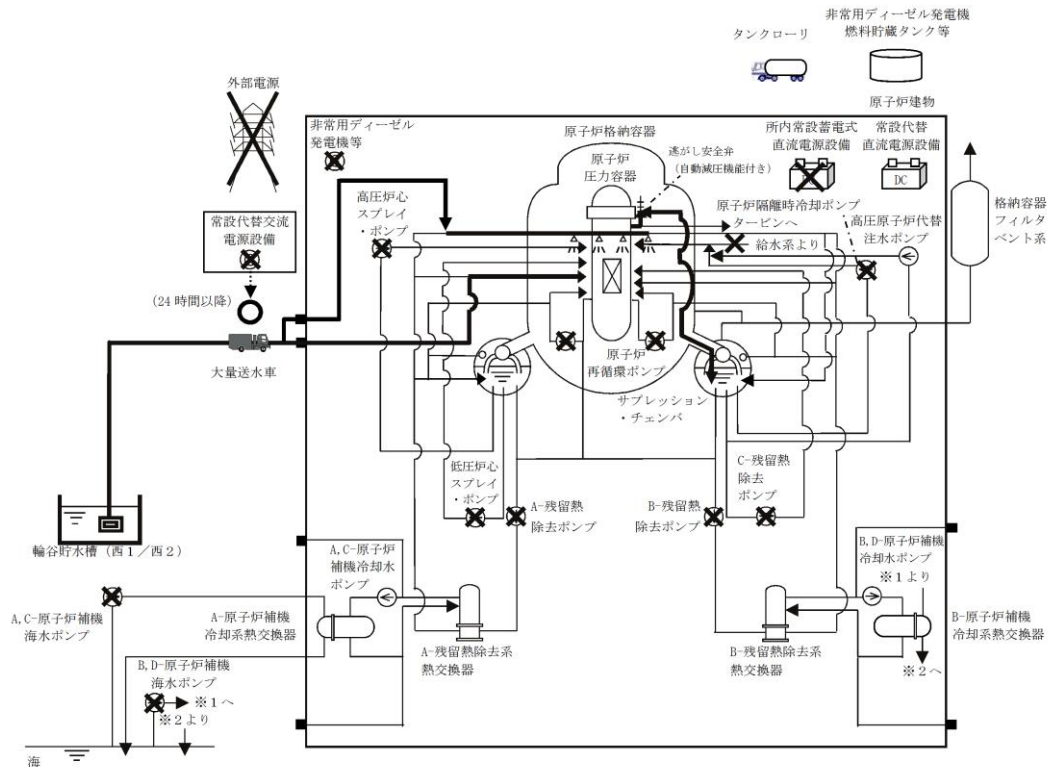 タンクローリ
非常用ディーゼル発電機
燃料貯蔵タンク等
外部電源
原子炉建物
非常用ディーゼル
発電機等
原子炉格納容器
原子炉
圧力容器
逃がし安全弁
(自動減圧機能付き)
所内常設蓄電式
直流電源設備
常設代替
直流電源設備
DC
高圧炉心
スプレイ
・ポンプ
原子炉隔離時冷却ポンプ
タービンへ
給水系より
高圧原子炉代替
注水ポンプ
格納容器
フィルタ
ベント系
常設代替交流
電源設備
(24時間以降)
大量送水車
原子炉
再循環ポンプ
サプレッション
・チェンバ
低圧炉心
スプレイ
・ポンプ
A-残留熱
除去ポンプ
B-残留熱
除去ポンプ
C-残留熱
除去
ポンプ
輪谷貯水槽(西1/西2)
A,C-原子炉
補機冷却水
ポンプ
B,D-原子炉補機
冷却水ポンプ
※1より
A,C-原子炉補機
海水ポンプ
A-原子炉補機
冷却系熱交換器
B-原子炉補機
冷却系熱交換器
A-残留熱除去系
熱交換器
B-残留熱除去系
熱交換器
※2へ
B,D-原子炉補機
海水ポンプ
※1へ
※2より
海